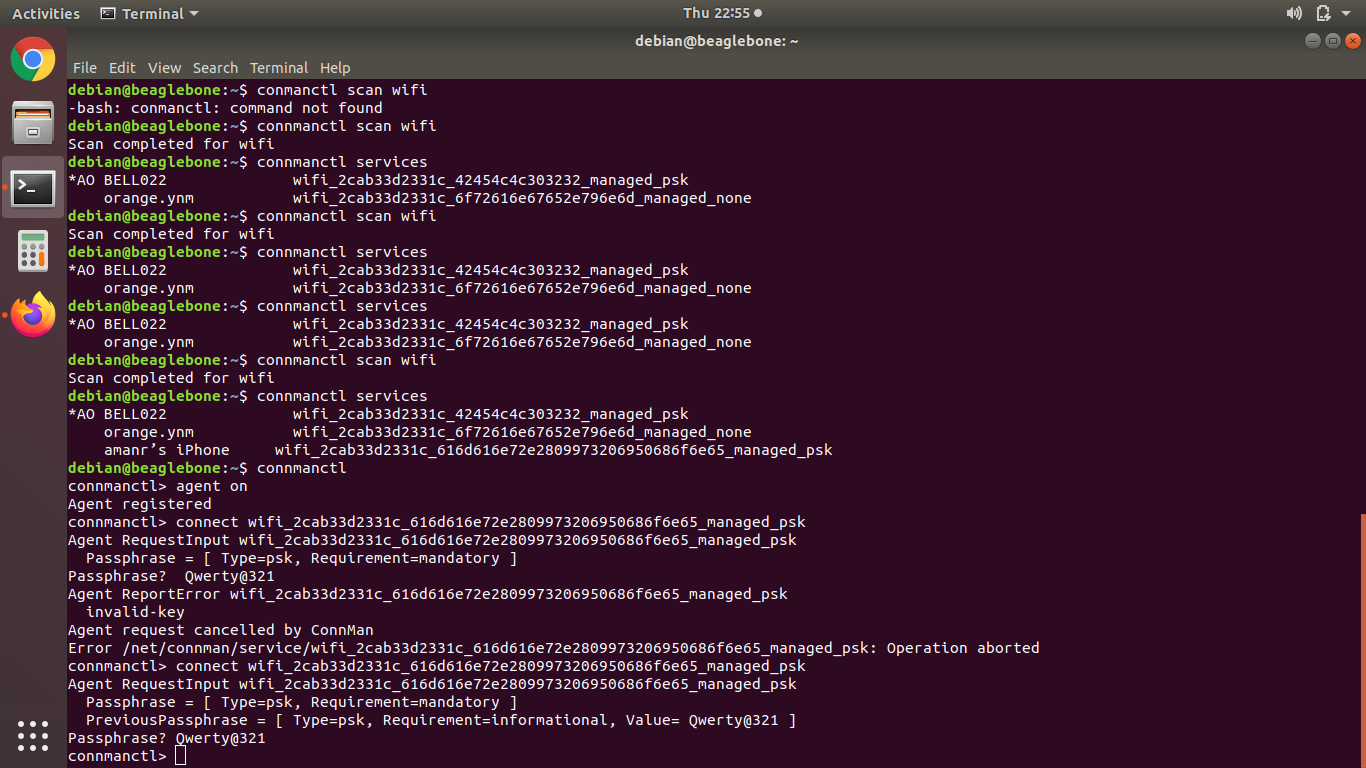 Activities Terminal Thu 22:55
debian@beaglebone: ~
File Edit View Search Terminal Help
debian@beaglebone:~$ conmanctl scan wifi
-bash: conmanctl: command not found
debian@beaglebone:~$ connmanctl scan wifi
Scan completed for wifi
debian@beaglebone:~$ connmanctl services
*AO BELL022              wifi_2cab33d2331c_42454c4c303232_managed_psk
    orange.ynm           wifi_2cab33d2331c_6f72616e67652e796e6d_managed_none
debian@beaglebone:~$ connmanctl scan wifi
Scan completed for wifi
debian@beaglebone:~$ connmanctl services
*AO BELL022              wifi_2cab33d2331c_42454c4c303232_managed_psk
    orange.ynm           wifi_2cab33d2331c_6f72616e67652e796e6d_managed_none
debian@beaglebone:~$ connmanctl services
*AO BELL022              wifi_2cab33d2331c_42454c4c303232_managed_psk
    orange.ynm           wifi_2cab33d2331c_6f72616e67652e796e6d_managed_none
debian@beaglebone:~$ connmanctl scan wifi
Scan completed for wifi
debian@beaglebone:~$ connmanctl services
*AO BELL022              wifi_2cab33d2331c_42454c4c303232_managed_psk
    orange.ynm           wifi_2cab33d2331c_6f72616e67652e796e6d_managed_none
    amanr’s iPhone     wifi_2cab33d2331c_616d616e72e2809973206950686f6e65_managed_psk
debian@beaglebone:~$ connmanctl
connmanctl> agent on
Agent registered
connmanctl> connect wifi_2cab33d2331c_616d616e72e2809973206950686f6e65_managed_psk
Agent RequestInput wifi_2cab33d2331c_616d616e72e2809973206950686f6e65_managed_psk
  Passphrase = [ Type=psk, Requirement=mandatory ]
Passphrase?  Qwerty@321
Agent ReportError wifi_2cab33d2331c_616d616e72e2809973206950686f6e65_managed_psk
  invalid-key
Agent request cancelled by ConnMan
Error /net/connman/service/wifi_2cab33d2331c_616d616e72e2809973206950686f6e65_managed_psk: Operation aborted
connmanctl> connect wifi_2cab33d2331c_616d616e72e2809973206950686f6e65_managed_psk
Agent RequestInput wifi_2cab33d2331c_616d616e72e2809973206950686f6e65_managed_psk
  Passphrase = [ Type=psk, Requirement=mandatory ]
  PreviousPassphrase = [ Type=psk, Requirement=informational, Value= Qwerty@321 ]
Passphrase? Qwerty@321
connmanctl>